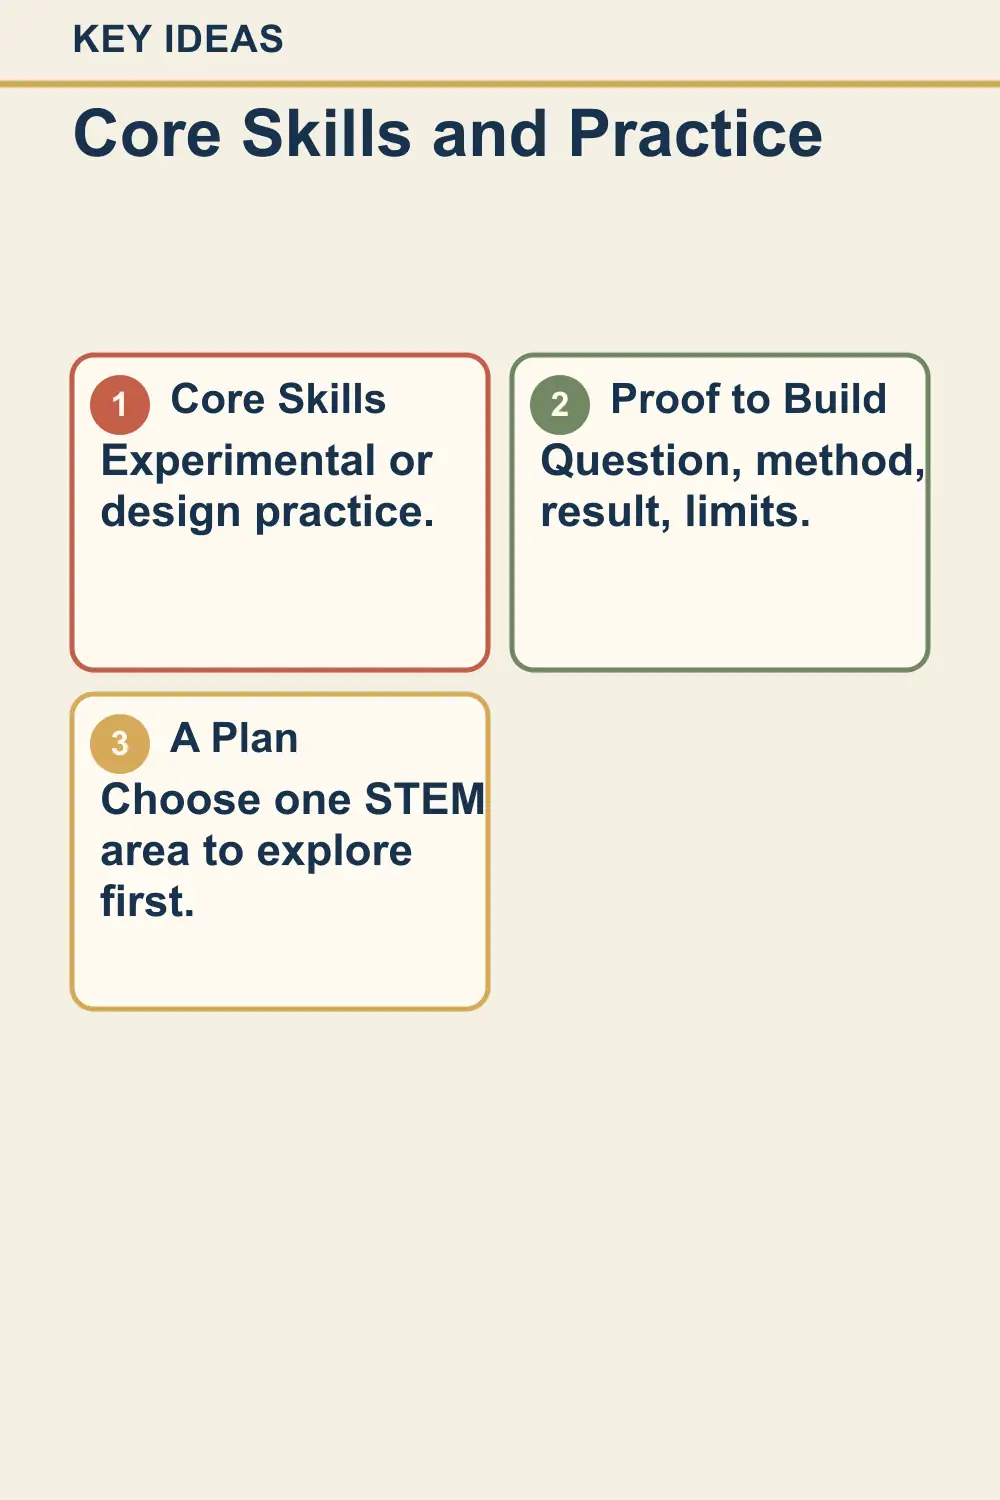 KEY IDEAS
Core Skills and Practice
1 Core Skills
Experimental or
design practice.
2 Proof to Build
Question, method,
result, limits.
3 A Plan
Choose one STEM
area to explore
first.